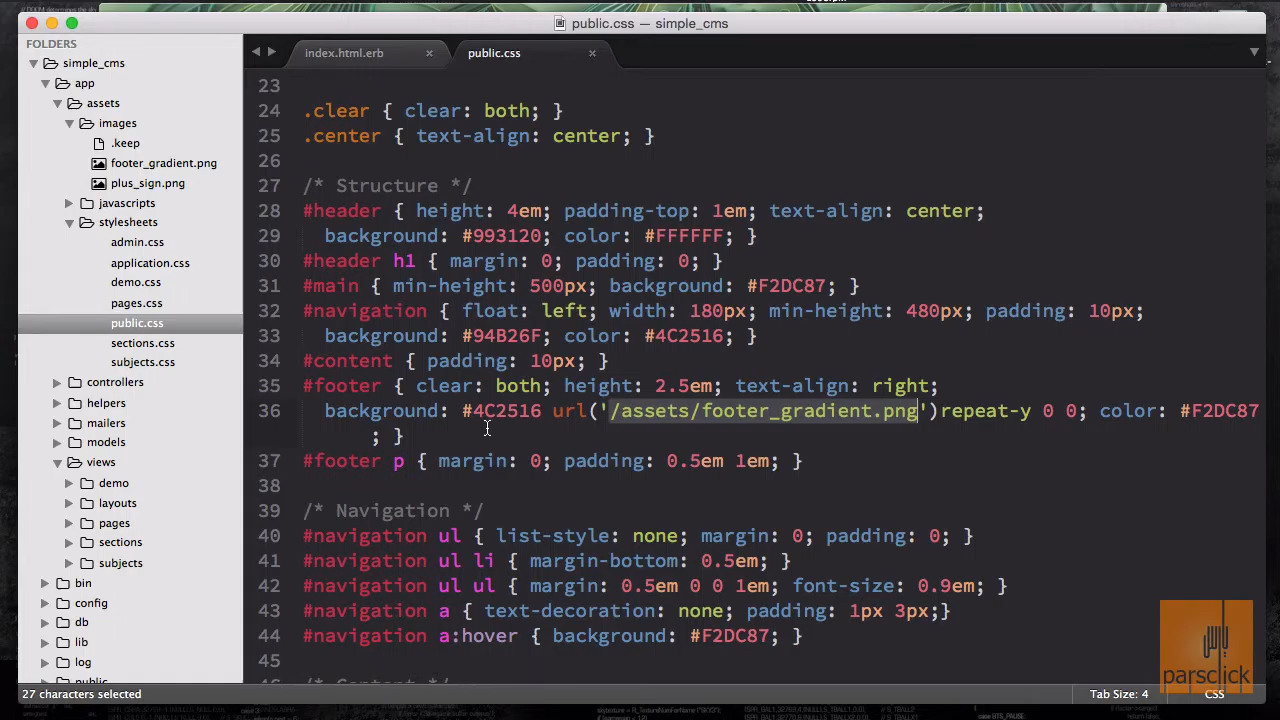 public.css — simple_cms
FOLDERS
simple_cms
app
assets
images
.keep
footer_gradient.png
plus_sign.png
javascripts
stylesheets
admin.css
application.css
demo.css
pages.css
public.css
sections.css
subjects.css
controllers
helpers
mailers
models
views
demo
layouts
pages
sections
subjects
bin
config
db
lib
log
public
index.html.erb
public.css
23
24 .clear { clear: both; }
25 .center { text-align: center; }
26
27 /* Structure */
28 #header { height: 4em; padding-top: 1em; text-align: center;
29 background: #993120; color: #FFFFFF; }
30 #header h1 { margin: 0; padding: 0; }
31 #main { min-height: 500px; background: #F2DC87; }
32 #navigation { float: left; width: 180px; min-height: 480px; padding: 10px;
33 background: #94B26F; color: #4C2516; }
34 #content { padding: 10px; }
35 #footer { clear: both; height: 2.5em; text-align: right;
36 background: #4C2516 url('/assets/footer_gradient.png')repeat-y 0 0; color: #F2DC87
; }
37 #footer p { margin: 0; padding: 0.5em 1em; }
38
39 /* Navigation */
40 #navigation ul { list-style: none; margin: 0; padding: 0; }
41 #navigation ul li { margin-bottom: 0.5em; }
42 #navigation ul ul { margin: 0.5em 0 0 1em; font-size: 0.9em; }
43 #navigation a { text-decoration: none; padding: 1px 3px;}
44 #navigation a:hover { background: #F2DC87; }
45
46 /* Content */
parsclick
27 characters selected
Tab Size: 4
CSS